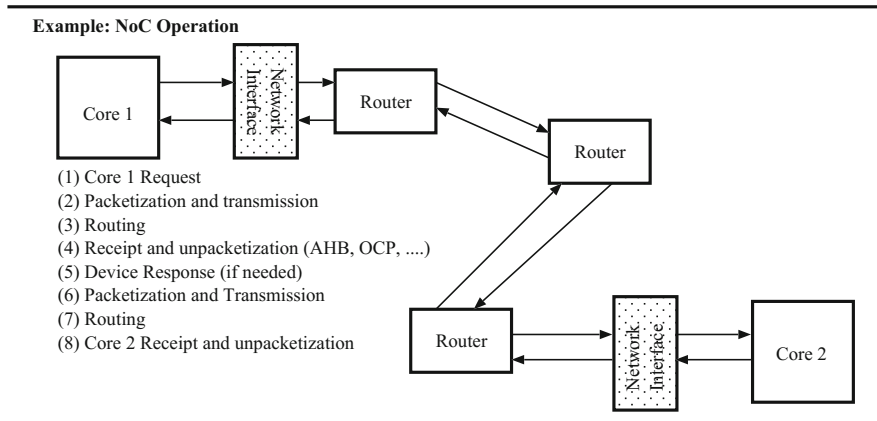 Example: NoC Operation
Core 1
Network
Interface
Router
Router
(1) Core 1 Request
(2) Packetization and transmission
(3) Routing
(4) Receipt and unpacketization (AHB, OCP, ....)
(5) Device Response (if needed)
(6) Packetization and Transmission
(7) Routing
(8) Core 2 Receipt and unpacketization
Router
Network
Interface
Core 2